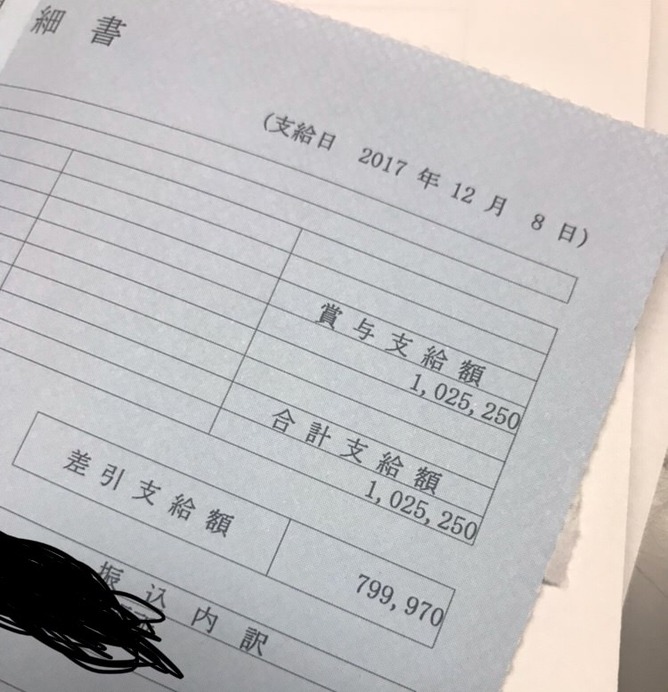 細書
(支給日 2017 年 12 月 8 日)
賞与支給額
1,025,250
合計支給額
1,025,250
差引支給額 799,970
振込内訳